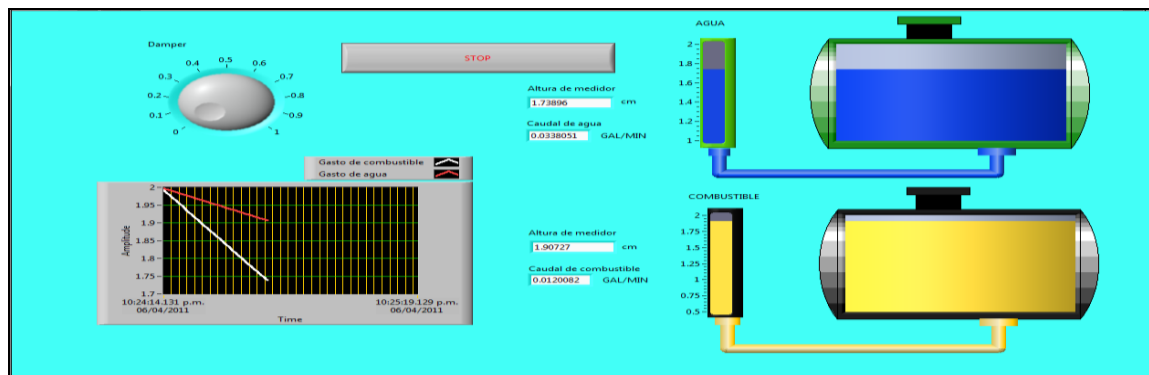 Damper
0 0.1 0.2 0.3 0.4 0.5 0.6 0.7 0.8 0.9 1
STOP
Gasto de combustible
Gasto de agua
Amplitude
2
1.95
1.9
1.85
1.8
1.75
1.7
10:24:14.131 p.m. 10:25:19.129 p.m.
06/04/2011 06/04/2011
Time
Altura de medidor
1.73896 cm
Caudal de agua
0.0338051 GAL/MIN
AGUA
2
1.8
1.6
1.4
1.2
1
Altura de medidor
1.90727 cm
Caudal de combustible
0.0120082 GAL/MIN
COMBUSTIBLE
2
1.75
1.5
1.25
1
0.75
0.5